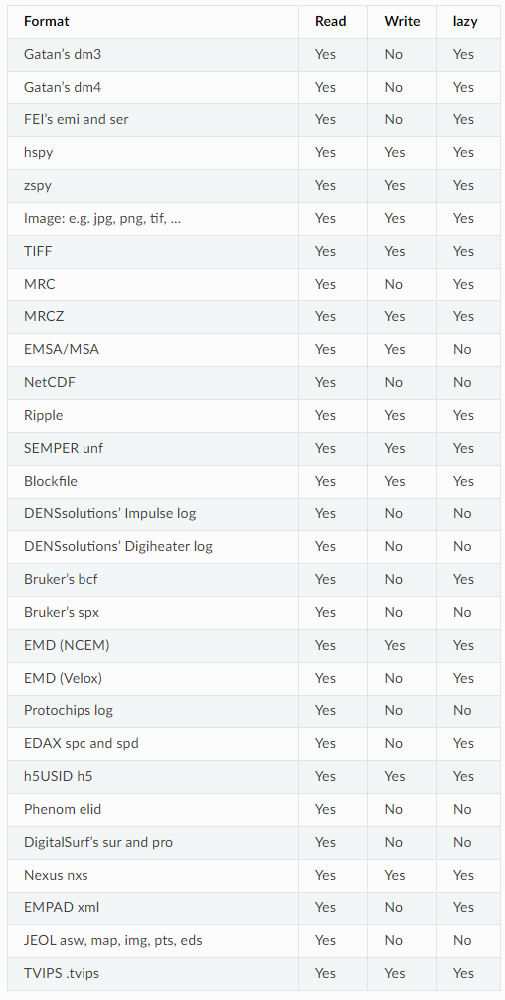 Format Read Write lazy
Gatan’s dm3 Yes No Yes
Gatan’s dm4 Yes No Yes
FEI’s emi and ser Yes No Yes
hspy Yes Yes Yes
zspy Yes Yes Yes
Image: e.g. jpg, png, tif, … Yes Yes Yes
TIFF Yes Yes Yes
MRC Yes No Yes
MRCZ Yes Yes Yes
EMSA/MSA Yes Yes No
NetCDF Yes No No
Ripple Yes Yes Yes
SEMPER unf Yes Yes Yes
Blockfile Yes Yes Yes
DENSsolutions’ Impulse log Yes No No
DENSsolutions’ Digiheater log Yes No No
Bruker’s bcf Yes No Yes
Bruker’s spx Yes No No
EMD (NCEM) Yes Yes Yes
EMD (Velox) Yes No Yes
Protochips log Yes No No
EDAX spc and spd Yes No Yes
h5USID h5 Yes Yes Yes
Phenom elid Yes No No
DigitalSurf’s sur and pro Yes No No
Nexus nxs Yes Yes Yes
EMPAD xml Yes No Yes
JEOL asw, map, img, pts, eds Yes No No
TVIPS .tvips Yes Yes Yes